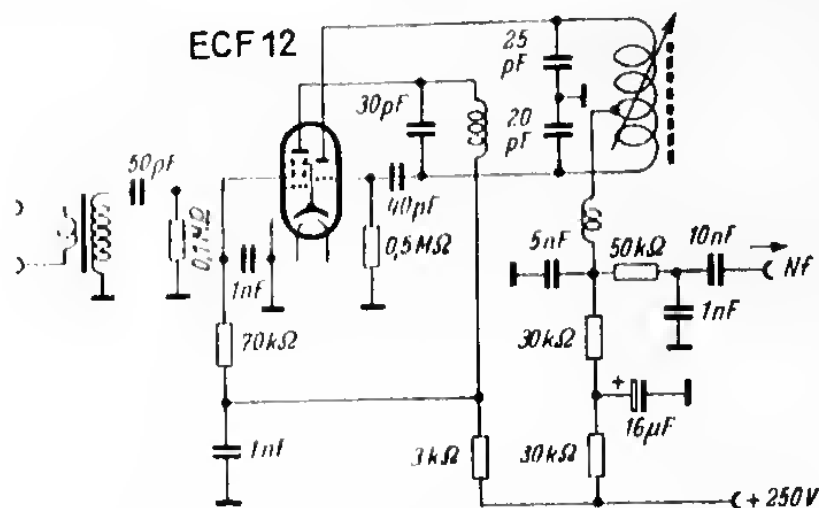 ECF 12
25
pF
30pF
20
pF
50pF
40pF
0,1MΩ
0,5MΩ
1nF
5nF
50kΩ
10nF
Nf
1nF
70kΩ
30kΩ
+
16µF
1nF
3kΩ
30kΩ
+ 250V